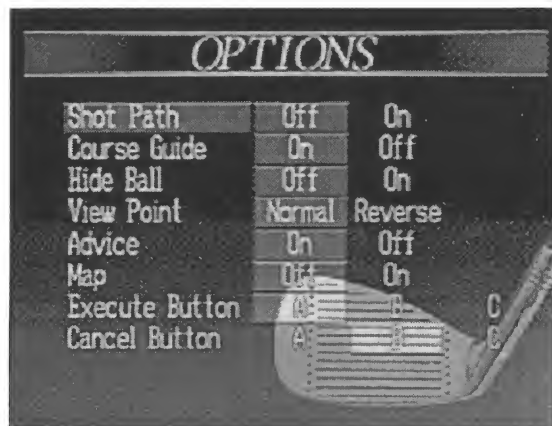 OPTIONS
Shot Path Off On
Course Guide On Off
Hide Ball Off On
View Point Normal Reverse
Advice On Off
Map Off On
Execute Button A B C
Cancel Button A B C